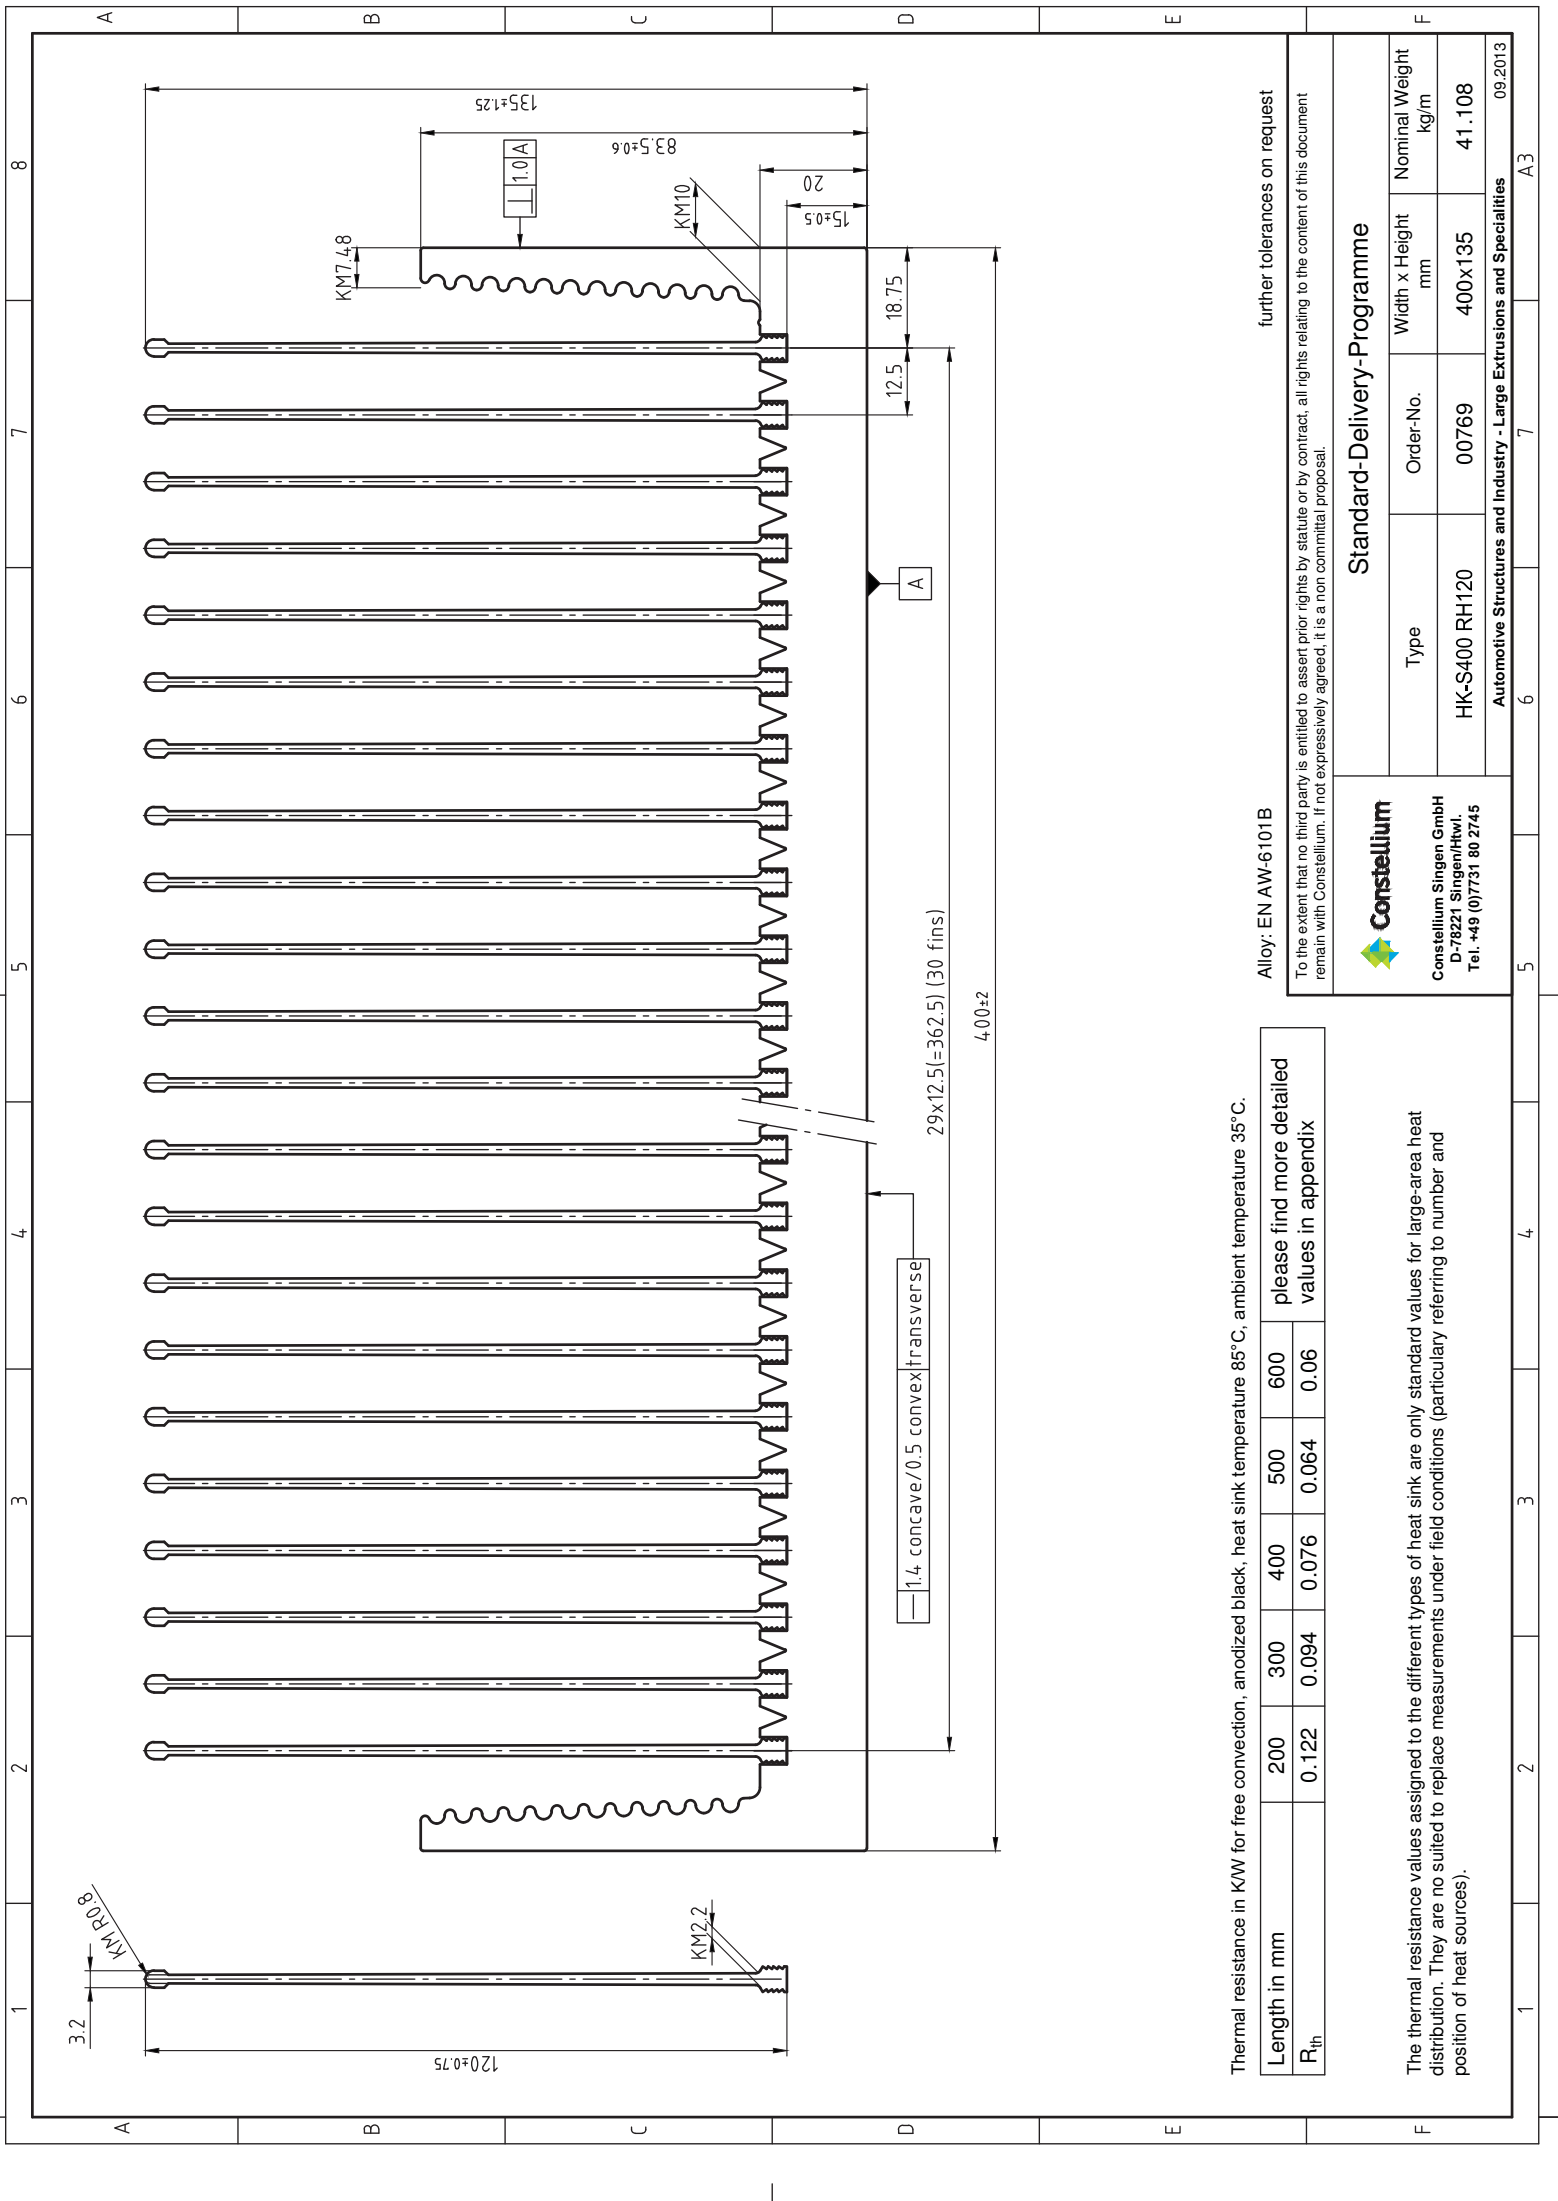 1
2
3
4
5
6
7
8
A
B
C
D
E
F
A
B
C
D
E
F
3.2
KM R0.8
120±0.75
KM2.2
KM7.48
⊥ 1.0 A
KM10
135±1.25
83.5±0.6
20
15±0.5
18.75
12.5
A
— 1.4 concave/0.5 convex transverse
29x12.5(=362.5) (30 fins)
400±2
Thermal resistance in K/W for free convection, anodized black, heat sink temperature 85°C, ambient temperature 35°C.
Length in mm 200 300 400 500 600 please find more detailed
Rth 0.122 0.094 0.076 0.064 0.06 values in appendix
The thermal resistance values assigned to the different types of heat sink are only standard values for large-area heat
distribution. They are no suited to replace measurements under field conditions (particulary referring to number and
position of heat sources).
Alloy: EN AW-6101B
further tolerances on request
To the extent that no third party is entitled to assert prior rights by statute or by contract, all rights relating to the content of this document
remain with Constellium. If not expressively agreed, it is a non committal proposal.
Constellium
Constellium Singen GmbH
D-78221 Singen/Htwl.
Tel. +49 (0)7731 80 2745
Standard-Delivery-Programme
Type Order-No. Width x Height mm Nominal Weight kg/m
HK-S400 RH120 00769 400x135 41.108
Automotive Structures and Industry - Large Extrusions and Specialities 09.2013
1
2
3
4
5
6
7
A3